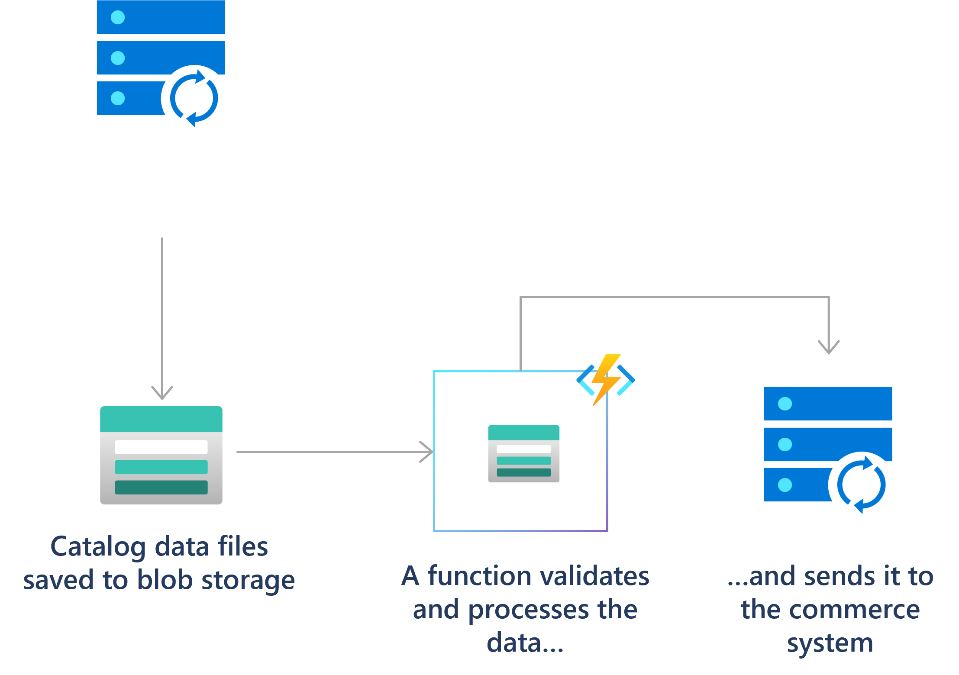 Catalog data files
saved to blob storage
A function validates
and processes the
data...
...and sends it to
the commerce
system